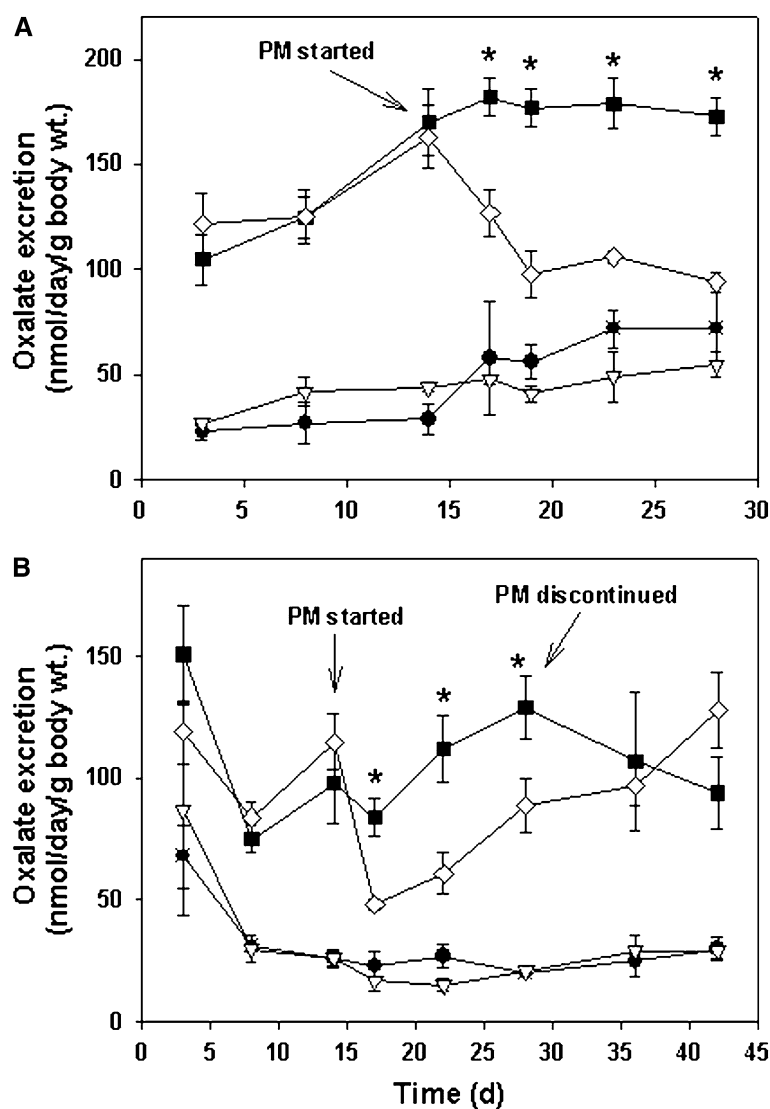 A
PM started
* * * *
200
150
100
50
0
Oxalate excretion
(nmol/day/g body wt.)
0 5 10 15 20 25 30
B
PM discontinued
PM started
* * *
150
100
50
0
Oxalate excretion
(nmol/day/g body wt.)
0 5 10 15 20 25 30 35 40 45
Time (d)